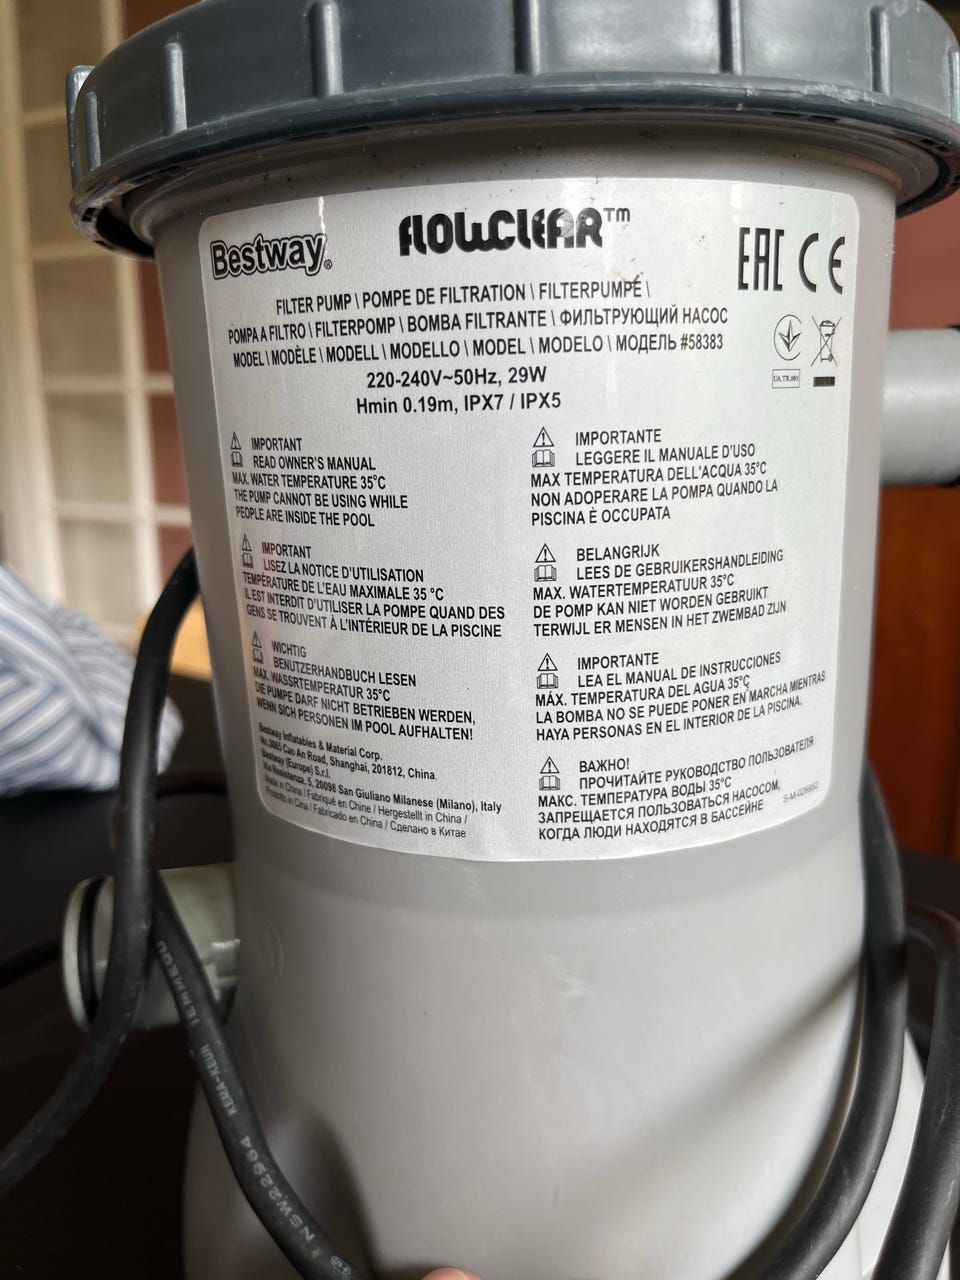 Bestway®
FLOWCLEAR™
EAC CE
FILTER PUMP \ POMPE DE FILTRATION \ FILTERPUMPE \
POMPA A FILTRO \ FILTERPOMP \ BOMBA FILTRANTE \ ФИЛЬТРУЮЩИЙ НАСОС
MODEL \ MODÈLE \ MODELL \ MODELLO \ MODEL \ MODELO \ МОДЕЛЬ #58383
220-240V~50Hz, 29W
Hmin 0.19m, IPX7 / IPX5
UA.TR.001
IMPORTANT
READ OWNER'S MANUAL
MAX. WATER TEMPERATURE 35°C
THE PUMP CANNOT BE USING WHILE
PEOPLE ARE INSIDE THE POOL
IMPORTANT
LISEZ LA NOTICE D'UTILISATION
TEMPÉRATURE DE L'EAU MAXIMALE 35 °C
IL EST INTERDIT D'UTILISER LA POMPE QUAND DES
GENS SE TROUVENT À L'INTÉRIEUR DE LA PISCINE
WICHTIG
BENUTZERHANDBUCH LESEN
MAX. WASSRTEMPERATUR 35°C
DIE PUMPE DARF NICHT BETRIEBEN WERDEN,
WENN SICH PERSONEN IM POOL AUFHALTEN!
Bestway Inflatables & Material Corp.
No.3065 Cao An Road, Shanghai, 201812, China
Bestway (Europe) S.r.l.
Via Resistenza, 5, 20098 San Giuliano Milanese (Milano), Italy
Made in China / Fabriqué en Chine / Hergestellt in China /
Prodotto in Cina / Fabricado en China / Сделано в Китае
IMPORTANTE
LEGGERE IL MANUALE D'USO
MAX TEMPERATURA DELL'ACQUA 35°C
NON ADOPERARE LA POMPA QUANDO LA
PISCINA È OCCUPATA
BELANGRIJK
LEES DE GEBRUIKERSHANDLEIDING
MAX. WATERTEMPERATUUR 35°C
DE POMP KAN NIET WORDEN GEBRUIKT
TERWIJL ER MENSEN IN HET ZWEMBAD ZIJN
IMPORTANTE
LEA EL MANUAL DE INSTRUCCIONES
MÁX. TEMPERATURA DEL AGUA 35°C
LA BOMBA NO SE PUEDE PONER EN MARCHA MIENTRAS
HAYA PERSONAS EN EL INTERIOR DE LA PISCINA.
ВАЖНО!
ПРОЧИТАЙТЕ РУКОВОДСТВО ПОЛЬЗОВАТЕЛЯ
МАКС. ТЕМПЕРАТУРА ВОДЫ 35°C
ЗАПРЕЩАЕТСЯ ПОЛЬЗОВАТЬСЯ НАСОСОМ,
КОГДА ЛЮДИ НАХОДЯТСЯ В БАССЕЙНЕ
KEMA-KEUR IEMMEQU
NSW22964